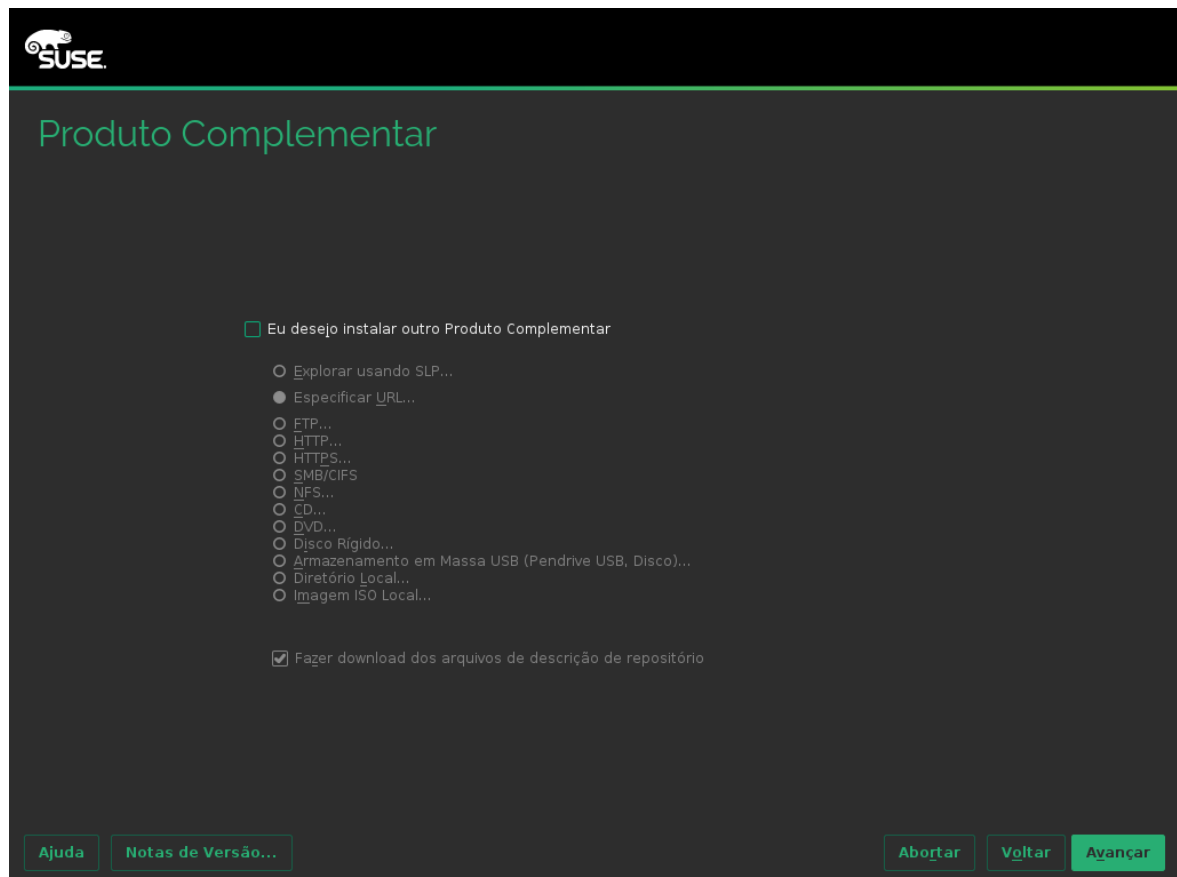 SUSE.
Produto Complementar
Eu desejo instalar outro Produto Complementar
Explorar usando SLP...
Especificar URL...
FTP...
HTTP...
HTTPS...
SMB/CIFS
NFS...
CD...
DVD...
Disco Rígido...
Armazenamento em Massa USB (Pendrive USB, Disco)...
Diretório Local...
Imagem ISO Local...
Fazer download dos arquivos de descrição de repositório
Ajuda Notas de Versão... Abortar Voltar Avançar